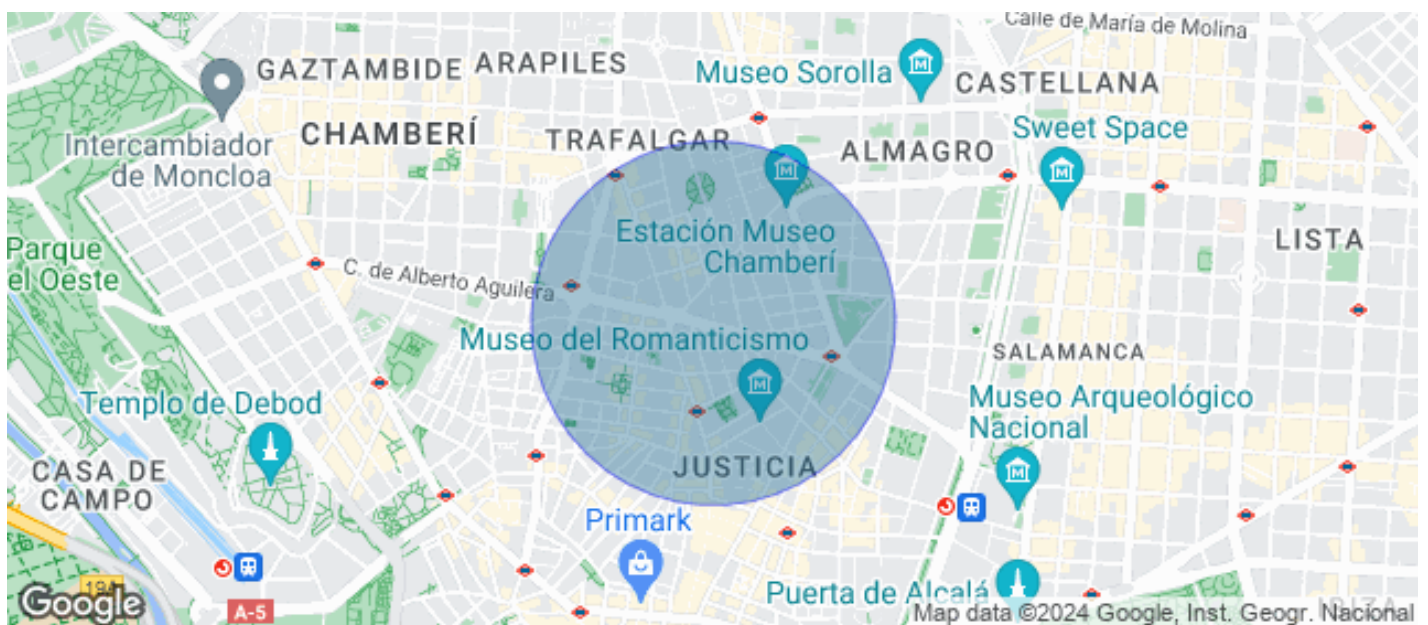 Calle de María de Molina
GAZTAMBIDE
ARAPILES
Museo Sorolla
CASTELLANA
CHAMBERÍ
TRAFALGAR
ALMAGRO
Sweet Space
Intercambiador
de Moncloa
Parque
el Oeste
Estación Museo
Chamberí
LISTA
C. de Alberto Aguilera
Museo del Romanticismo
SALAMANCA
Templo de Debod
Museo Arqueológico
Nacional
CASA DE
CAMPO
JUSTICIA
Primark
Puerta de Alcalá
A-5
Google
Map data ©2024 Google, Inst. Geogr. Nacional